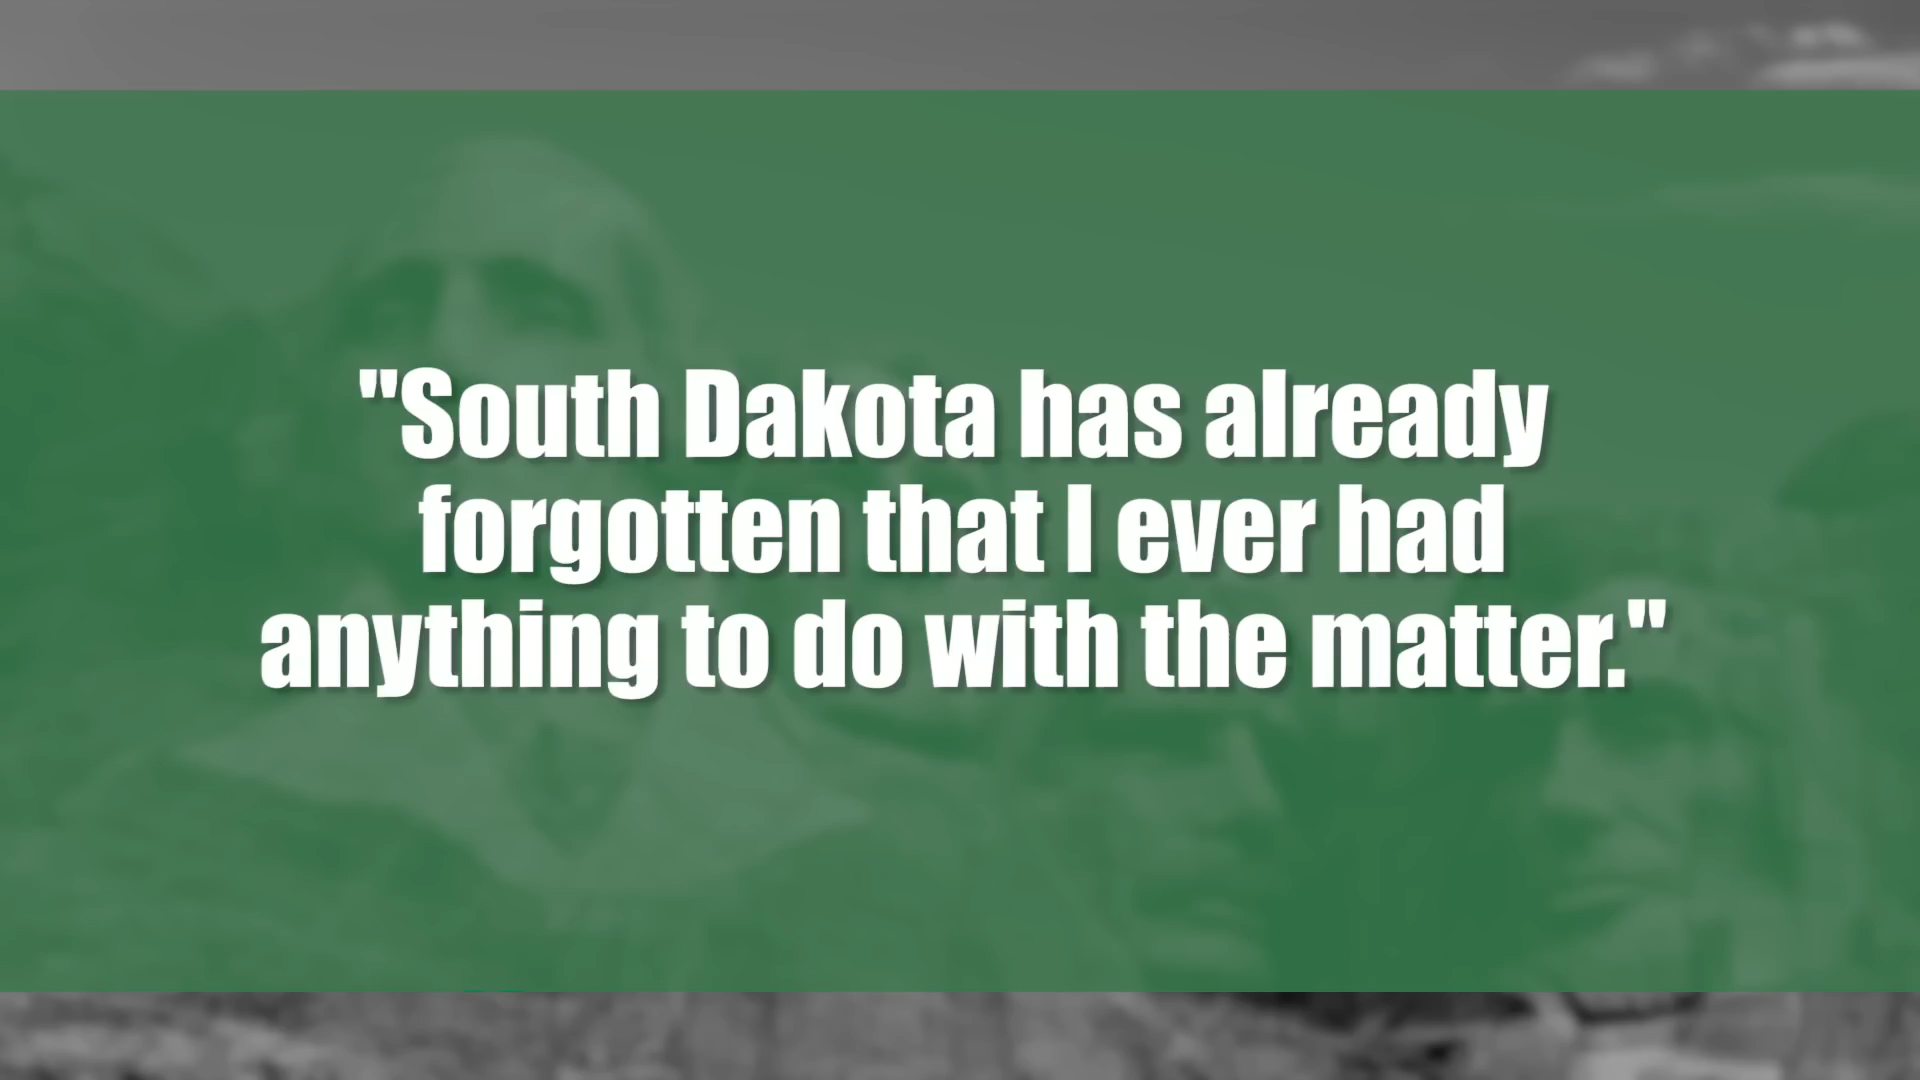 "South Dakota has already
forgotten that I ever had
anything to do with the matter."